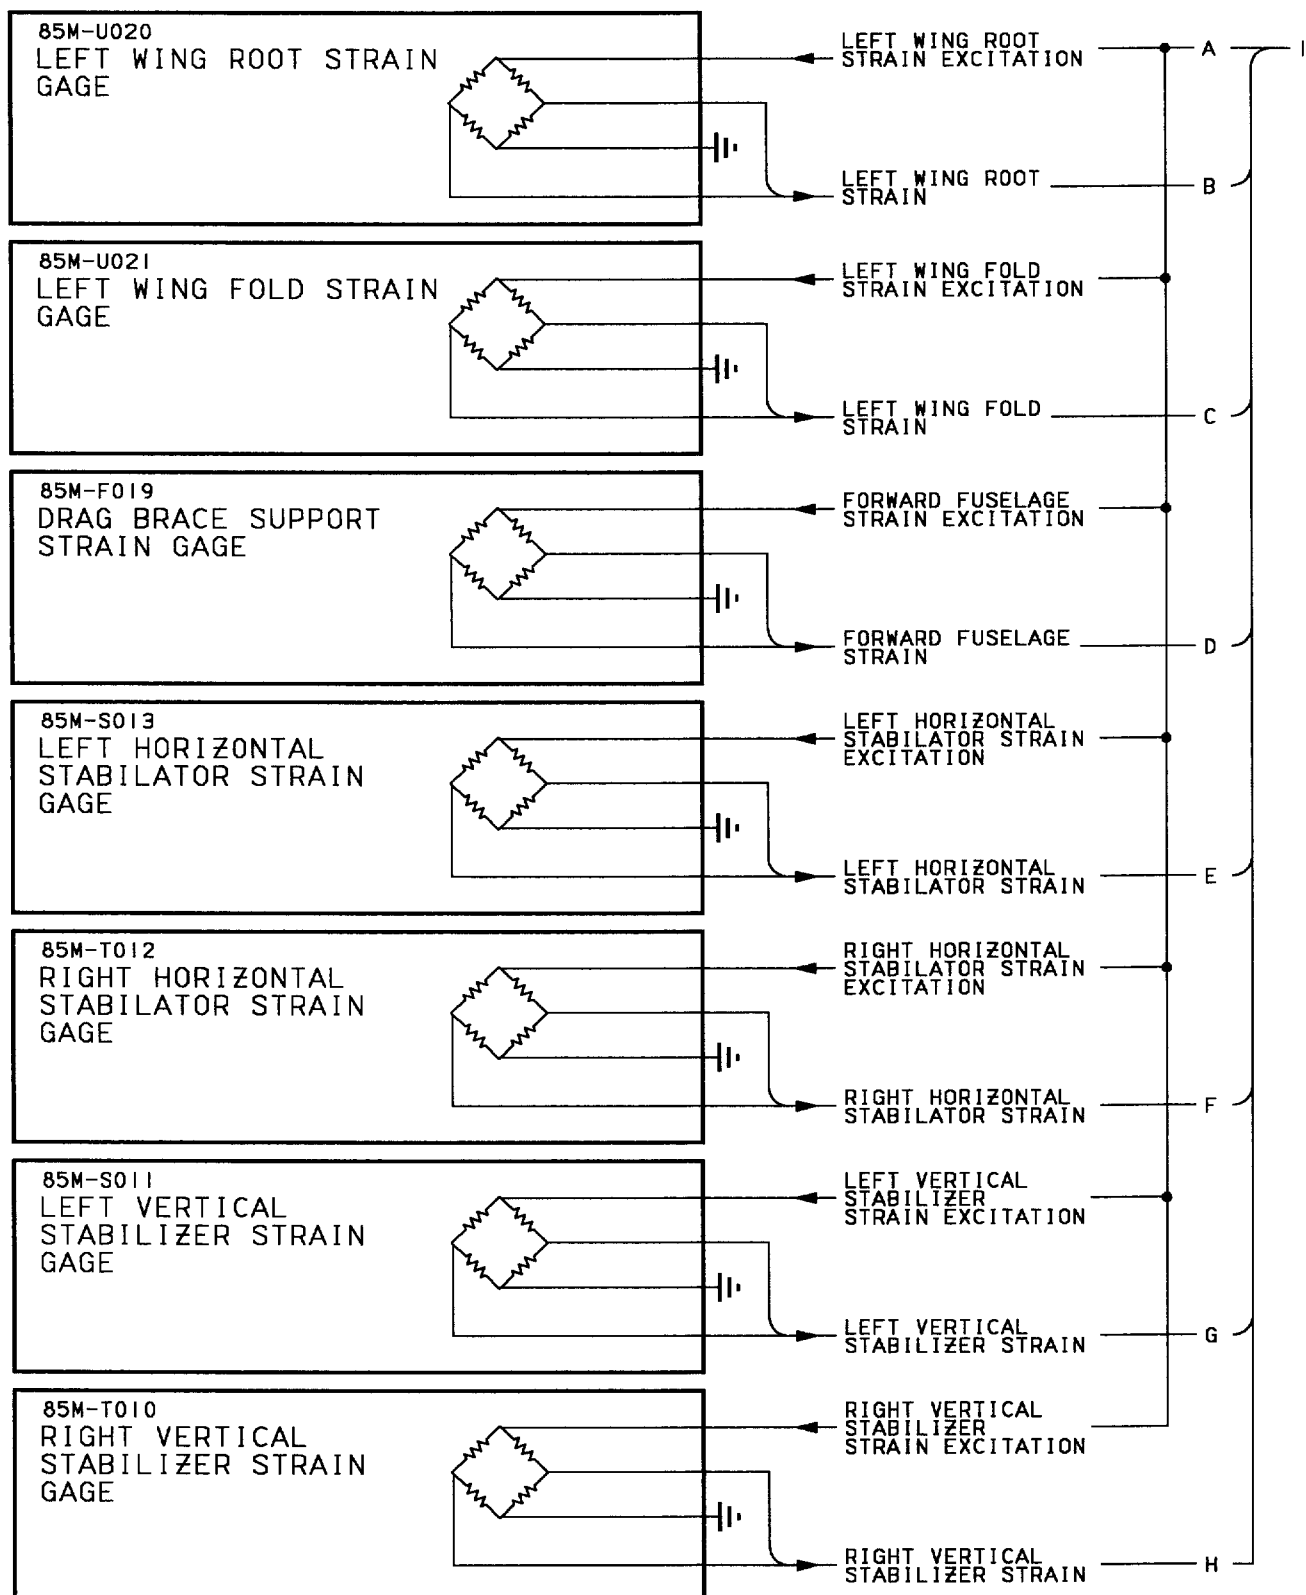 85M-U020
LEFT WING ROOT STRAIN
GAGE
LEFT WING ROOT
STRAIN EXCITATION
A
1
LEFT WING ROOT
STRAIN
B
85M-U021
LEFT WING FOLD STRAIN
GAGE
LEFT WING FOLD
STRAIN EXCITATION
LEFT WING FOLD
STRAIN
C
85M-F019
DRAG BRACE SUPPORT
STRAIN GAGE
FORWARD FUSELAGE
STRAIN EXCITATION
FORWARD FUSELAGE
STRAIN
D
85M-S013
LEFT HORIZONTAL
STABILATOR STRAIN
GAGE
LEFT HORIZONTAL
STABILATOR STRAIN
EXCITATION
LEFT HORIZONTAL
STABILATOR STRAIN
E
85M-T012
RIGHT HORIZONTAL
STABILATOR STRAIN
GAGE
RIGHT HORIZONTAL
STABILATOR STRAIN
EXCITATION
RIGHT HORIZONTAL
STABILATOR STRAIN
F
85M-S011
LEFT VERTICAL
STABILIZER STRAIN
GAGE
LEFT VERTICAL
STABILIZER
STRAIN EXCITATION
LEFT VERTICAL
STABILIZER STRAIN
G
85M-T010
RIGHT VERTICAL
STABILIZER STRAIN
GAGE
RIGHT VERTICAL
STABILIZER
STRAIN EXCITATION
RIGHT VERTICAL
STABILIZER STRAIN
H